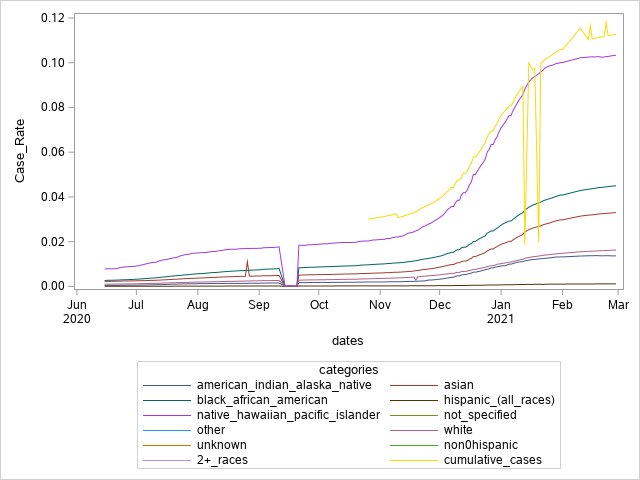 0.12
0.10
0.08
0.06
0.04
0.02
0.00
Case_Rate
Jun Jul Aug Sep Oct Nov Dec Jan Feb Mar
2020 2021
dates
categories
american_indian_alaska_native asian
black_african_american hispanic_(all_races)
native_hawaiian_pacific_islander not_specified
other white
unknown non0hispanic
2+_races cumulative_cases